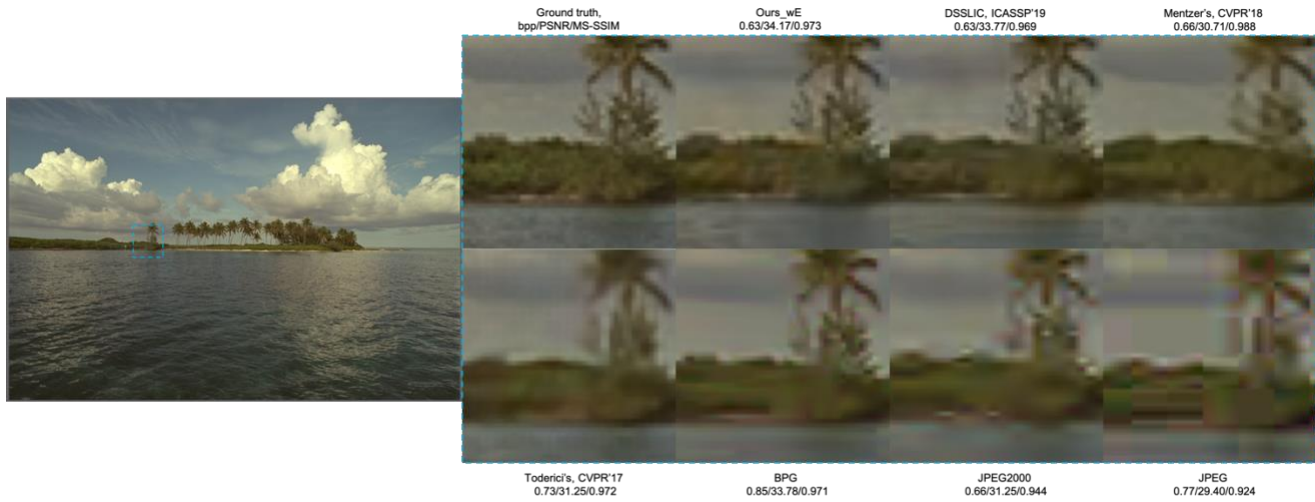 Ground truth,
bpp/PSNR/MS-SSIM
Ours_wE
0.63/34.17/0.973
DSSLIC, ICASSP'19
0.63/33.77/0.969
Mentzer's, CVPR'18
0.66/30.71/0.988
Toderici's, CVPR'17
0.73/31.25/0.972
BPG
0.85/33.78/0.971
JPEG2000
0.66/31.25/0.944
JPEG
0.77/29.40/0.924